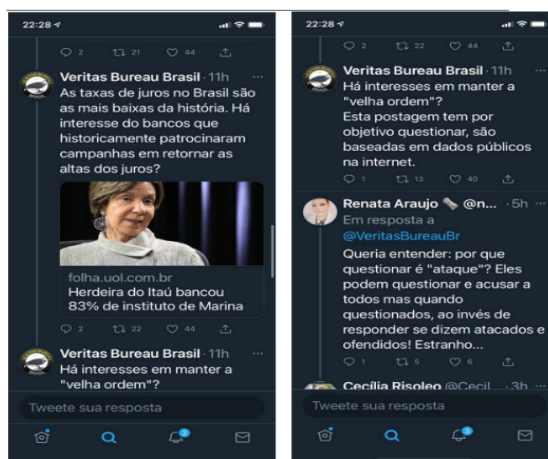 22:28
2 21 44
Veritas Bureau Brasil · 11h ...
As taxas de juros no Brasil são
as mais baixas da história. Há
interesse do bancos que
historicamente patrocinaram
campanhas em retornar as
altas dos juros?
folha.uol.com.br
Herdeira do Itaú bancou
83% de instituto de Marina
2 22 44
Veritas Bureau Brasil · 11h ...
Há interesses em manter a
"velha ordem"?
Tweete sua resposta
3
22:28
2 22 44
Veritas Bureau Brasil · 11h ...
Há interesses em manter a
"velha ordem"?
Esta postagem tem por
objetivo questionar, são
baseadas em dados públicos
na internet.
1 13 40
Renata Araujo @n... · 5h ...
Em resposta a
@VeritasBureauBr
Queria entender: por que
questionar é "ataque"? Eles
podem questionar e acusar a
todos mas quando
questionados, ao invés de
responder se dizem atacados e
ofendidos! Estranho...
1 5 6
Cecília Risoleo @Cecil... · 3h ...
Tweete sua resposta
3